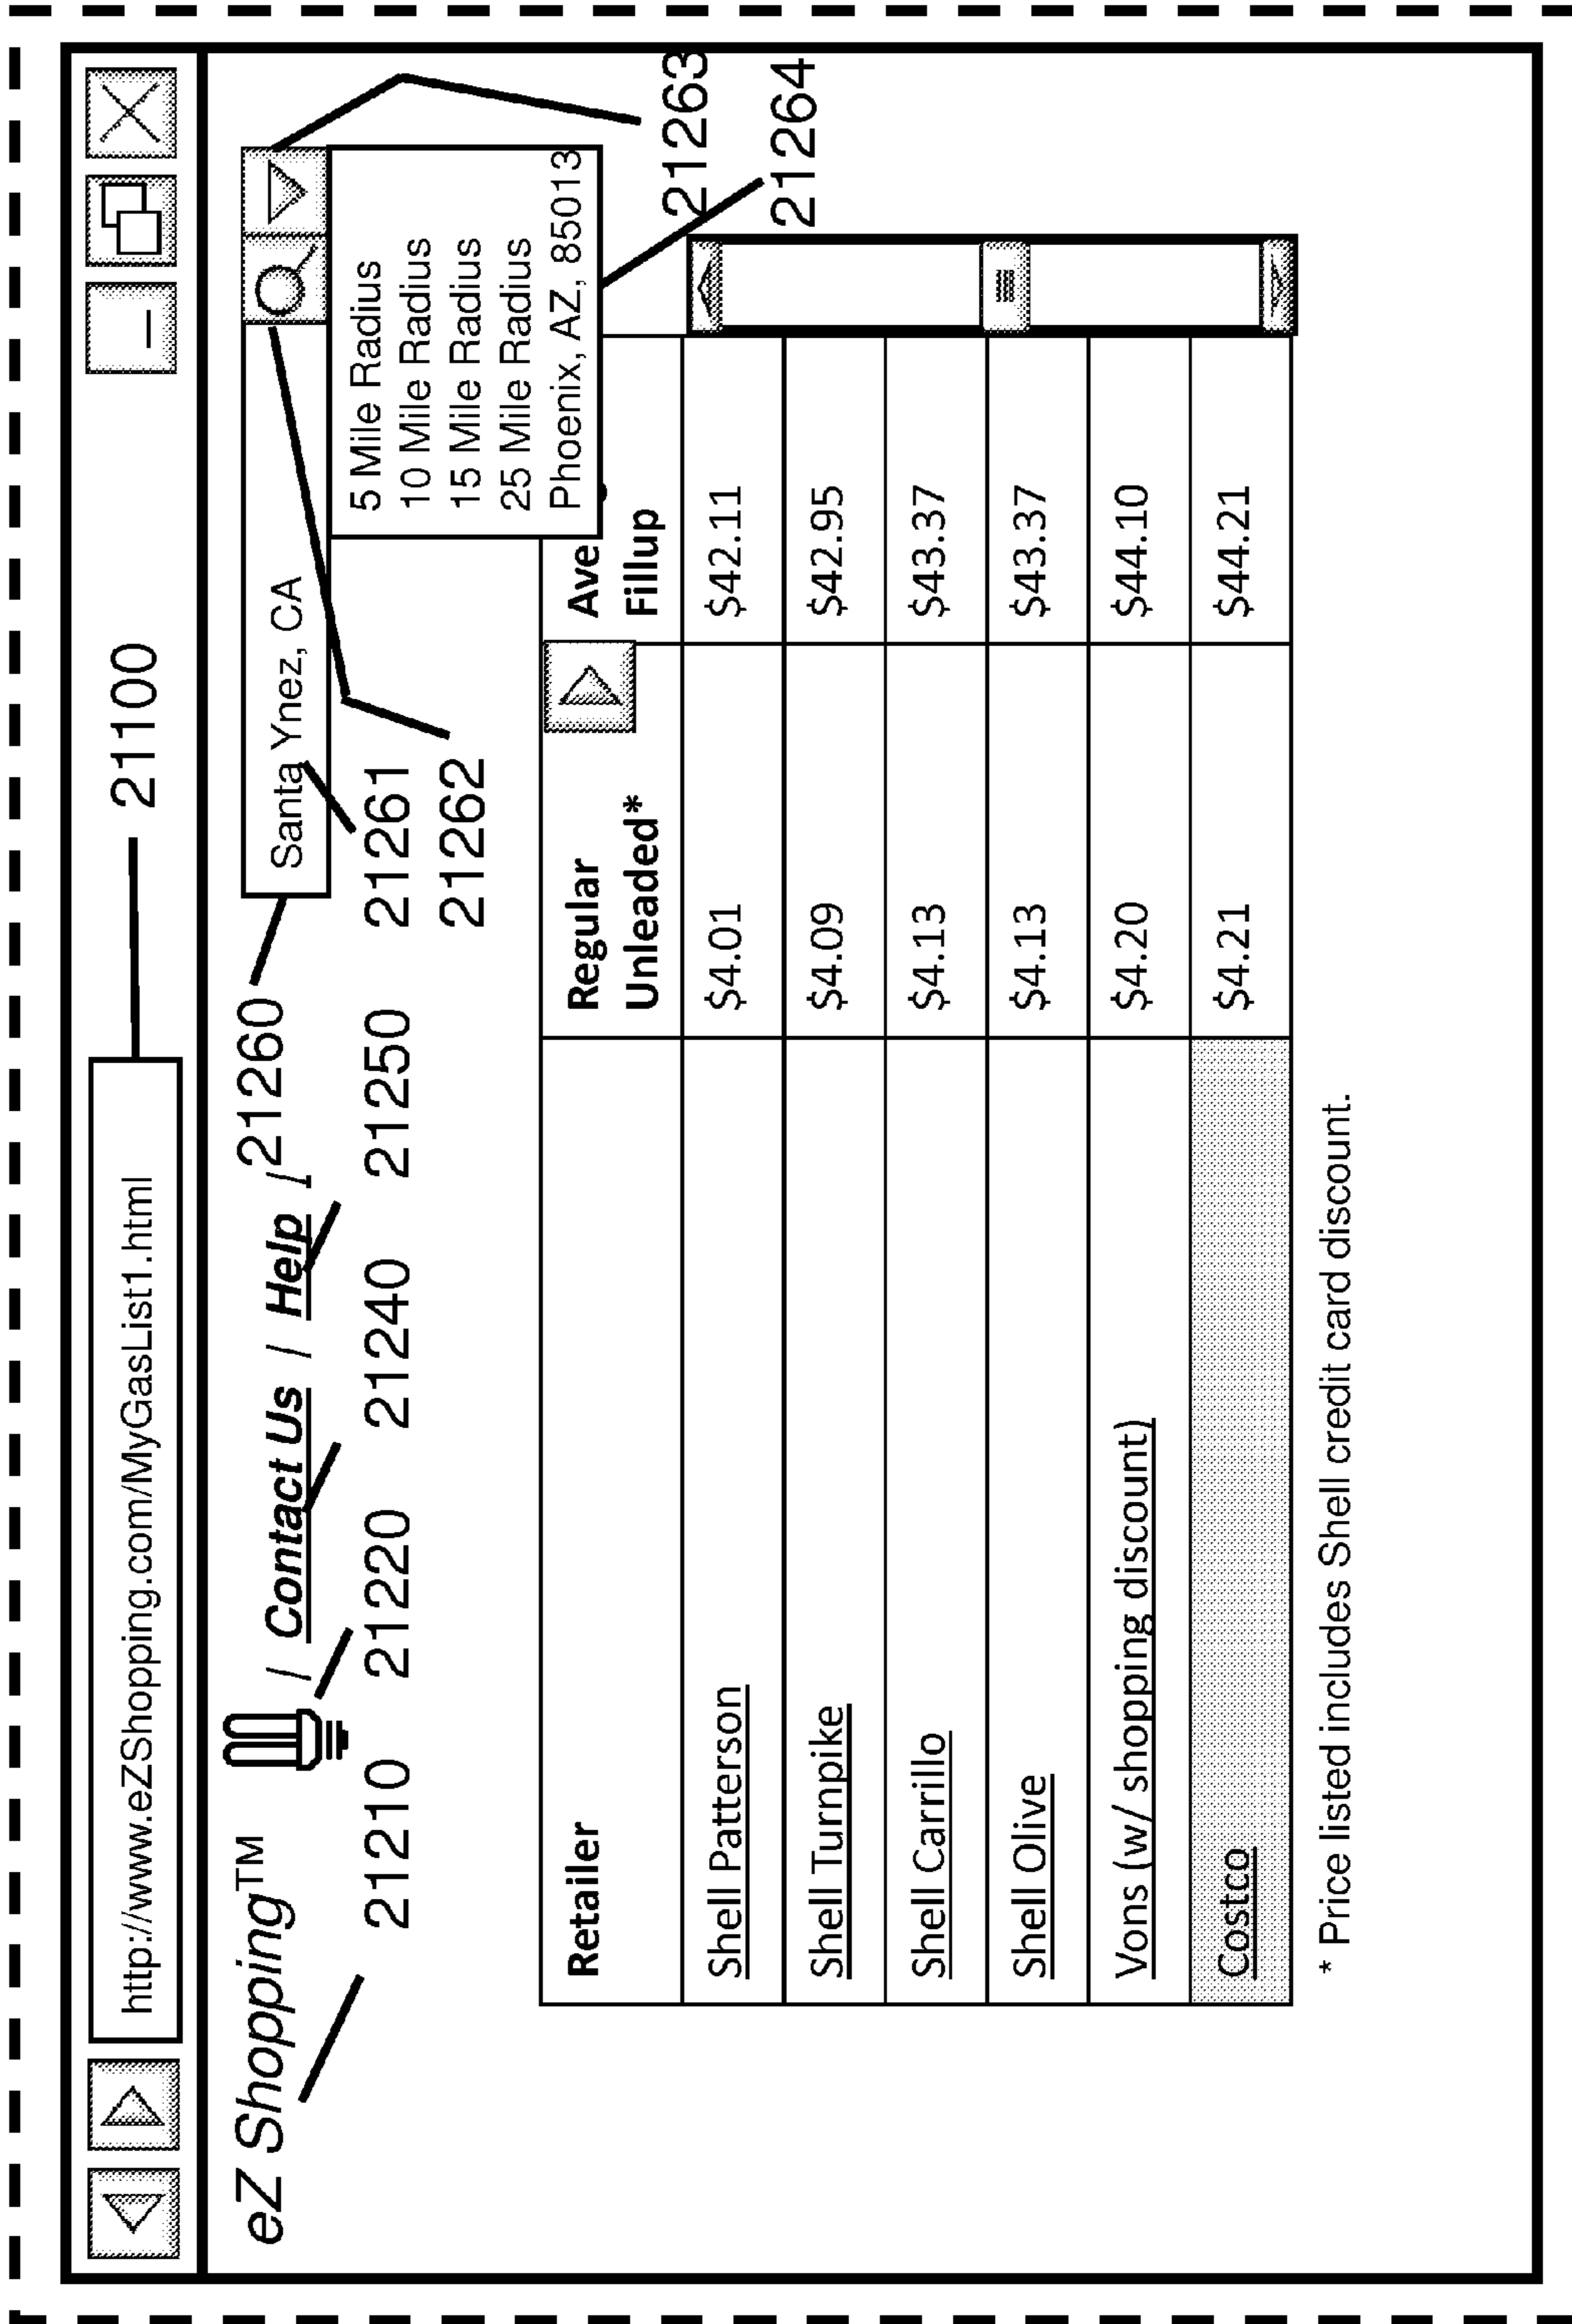 http://www.eZShopping.com/MyGasList1.html 21100
eZ Shopping™ / Contact Us / Help / 21260 Santa Ynez, CA
21210 21220 21240 21250 21261
21262
5 Mile Radius
10 Mile Radius
15 Mile Radius
25 Mile Radius
Phoenix, AZ, 85013
21263
21264
Retailer Regular Unleaded* Ave Fillup
Shell Patterson $4.01 $42.11
Shell Turnpike $4.09 $42.95
Shell Carrillo $4.13 $43.37
Shell Olive $4.13 $43.37
Vons (w/ shopping discount) $4.20 $44.10
Costco $4.21 $44.21
* Price listed includes Shell credit card discount.